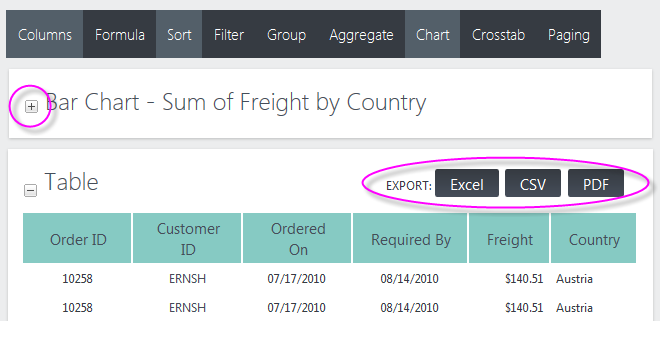 Columns Formula Sort Filter Group Aggregate Chart Crosstab Paging
Bar Chart - Sum of Freight by Country
Table
EXPORT: Excel CSV PDF
Order ID Customer ID Ordered On Required By Freight Country
10258 ERNSH 07/17/2010 08/14/2010 $140.51 Austria
10258 ERNSH 07/17/2010 08/14/2010 $140.51 Austria